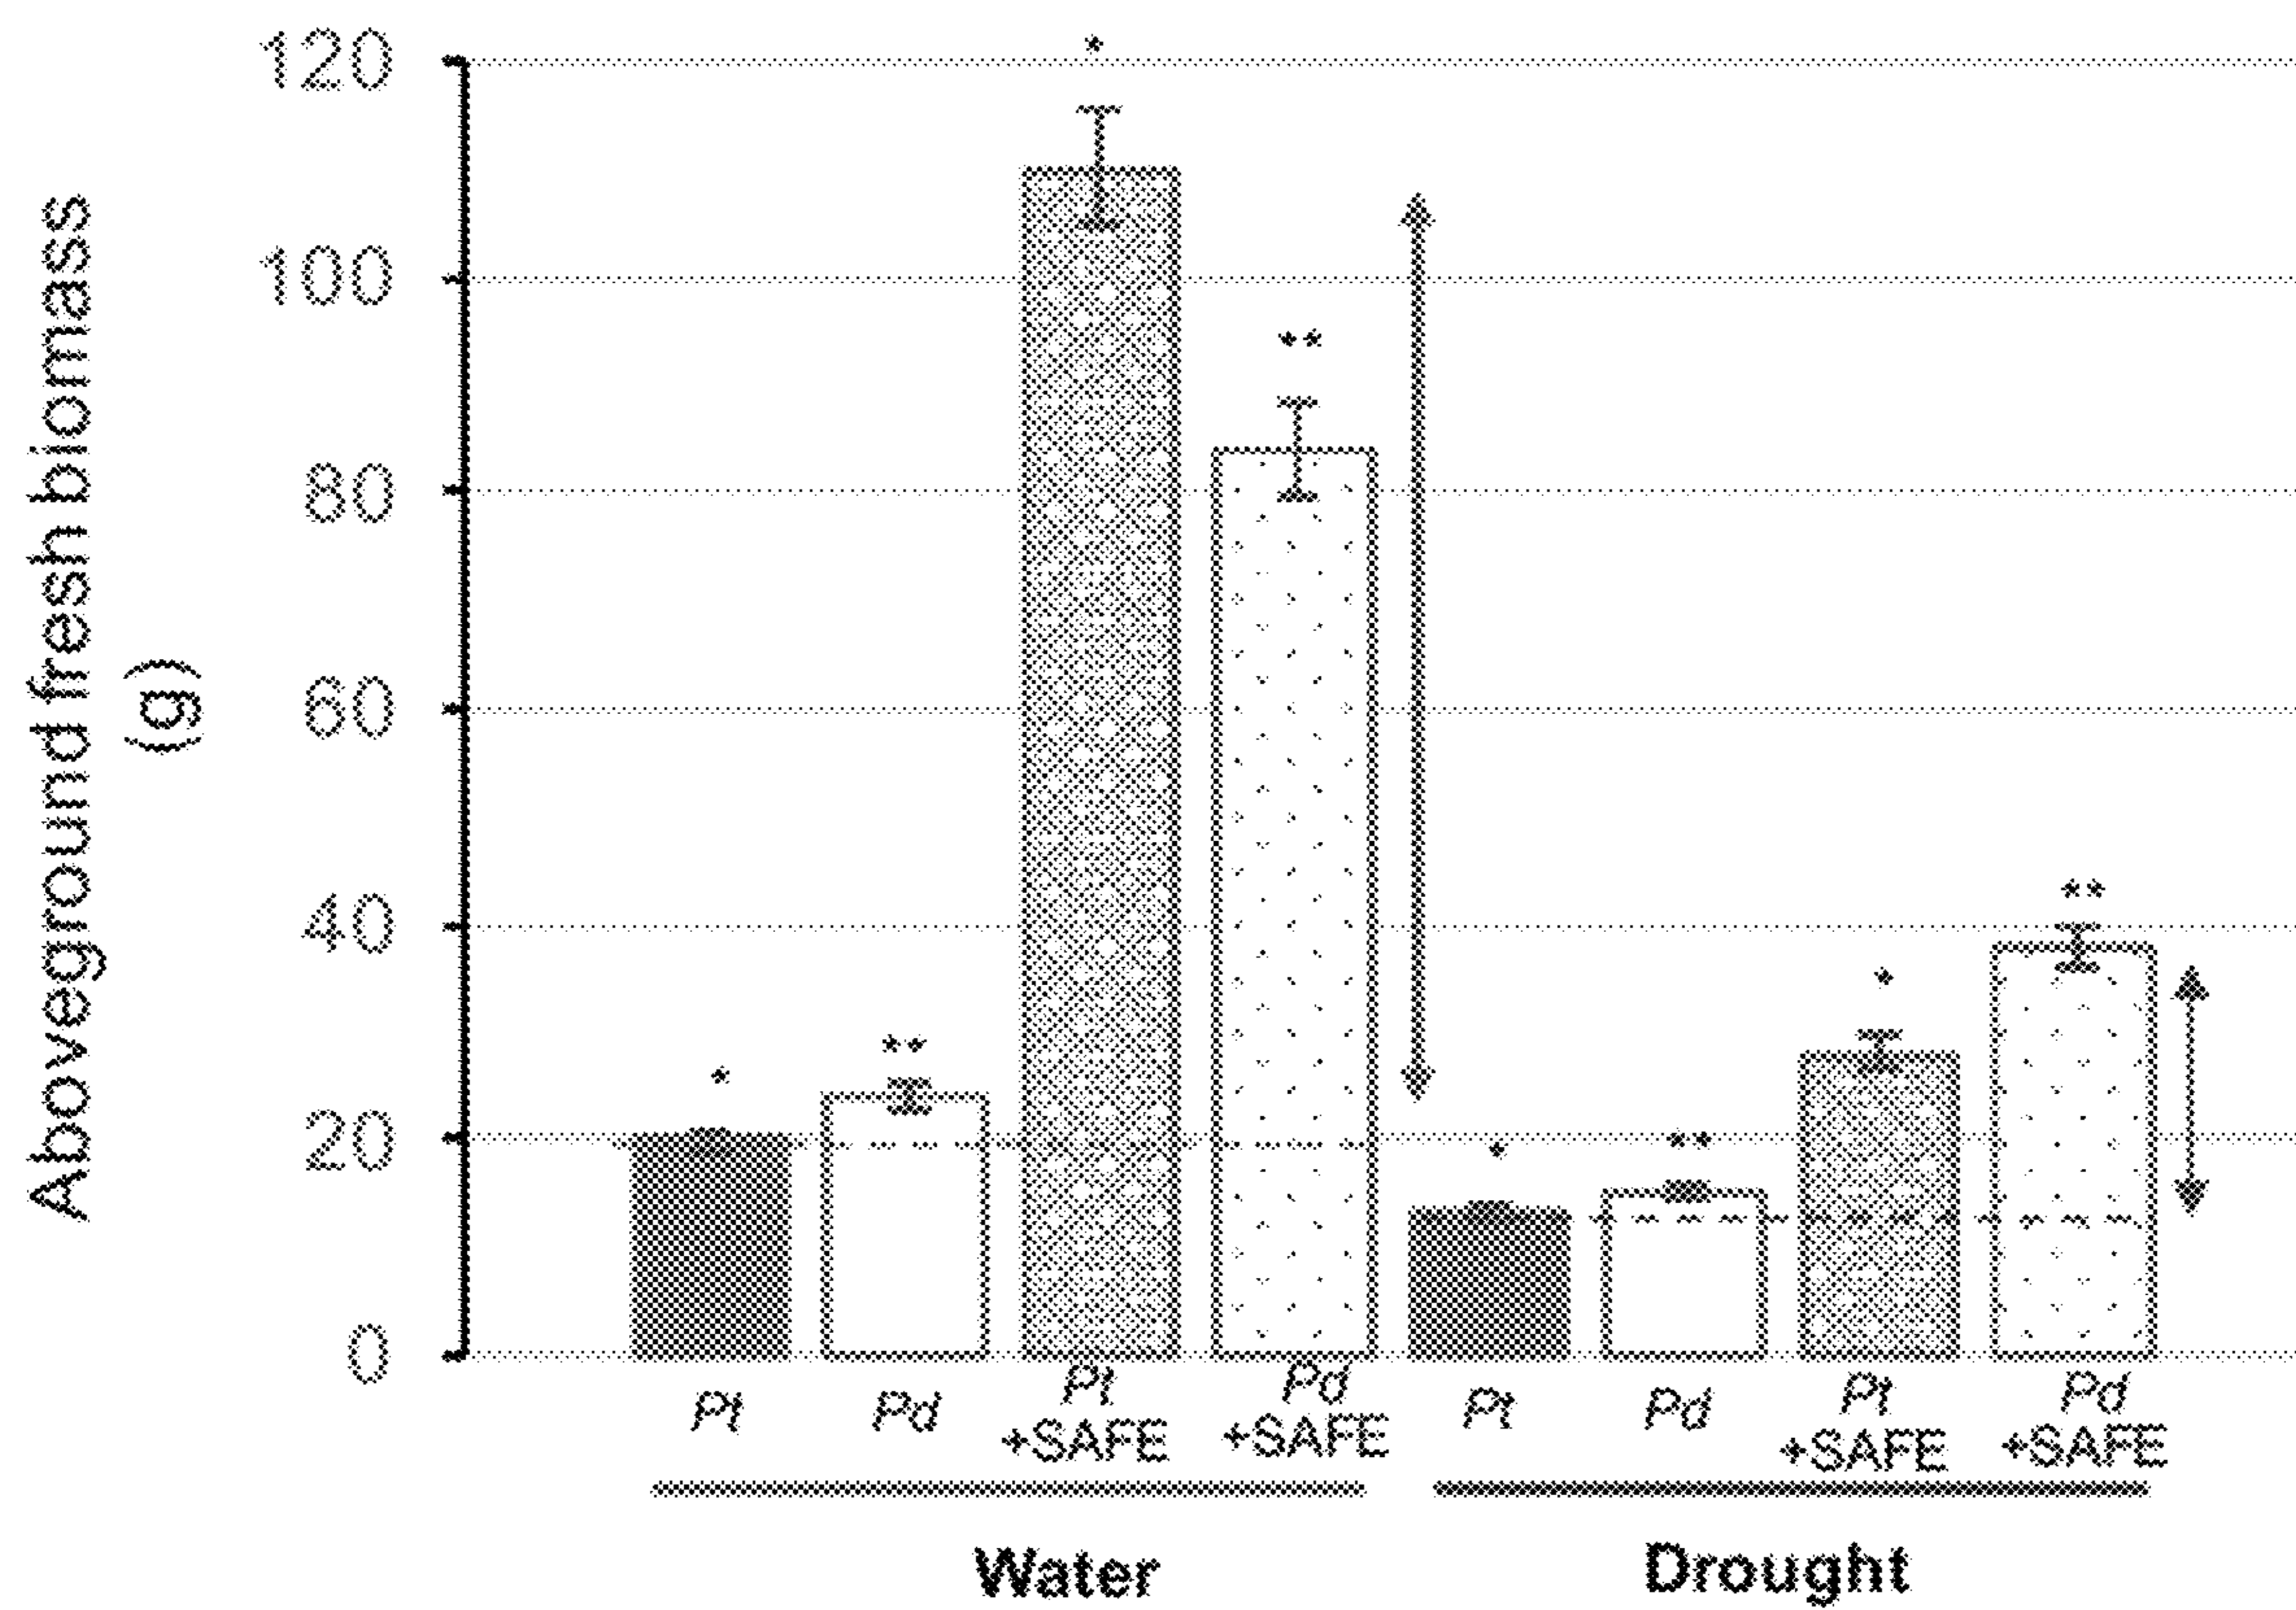 Aboveground fresh biomass
(g)
120
100
80
60
40
20
0
*
**
*
**
*
**
*
**
Pt
Pd
Pt
+SAFE
Pd
+SAFE
Pt
Pd
Pt
+SAFE
Pd
+SAFE
Water
Drought